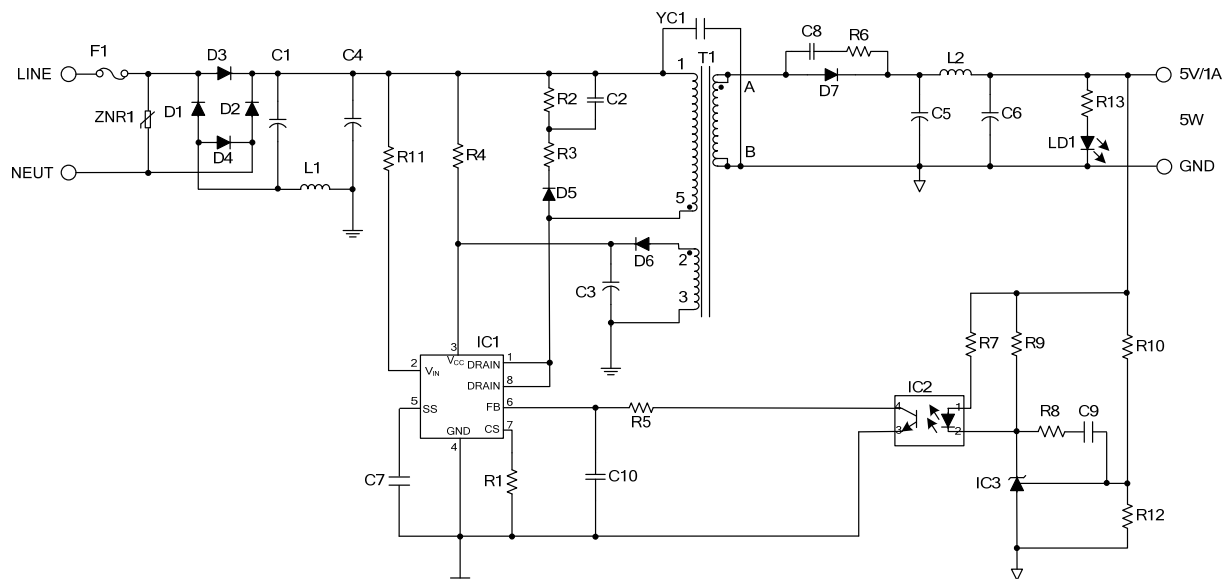 YC1
F1
D3
C1
C4
T1
C8
R6
L2
LINE
1
5V/1A
A
D7
D1
D2
R2
C2
R13
ZNR1
C5
C6
5W
D4
R11
R4
R3
B
LD1
NEUT
L1
GND
D5
5
D6
2
C3
3
R7
R9
R10
IC1
3
2
VCC
DRAIN
1
VIN
DRAIN
8
IC2
5
SS
FB
6
R5
4
1
R8
C9
GND
CS
7
3
2
4
C7
R1
C10
IC3
R12